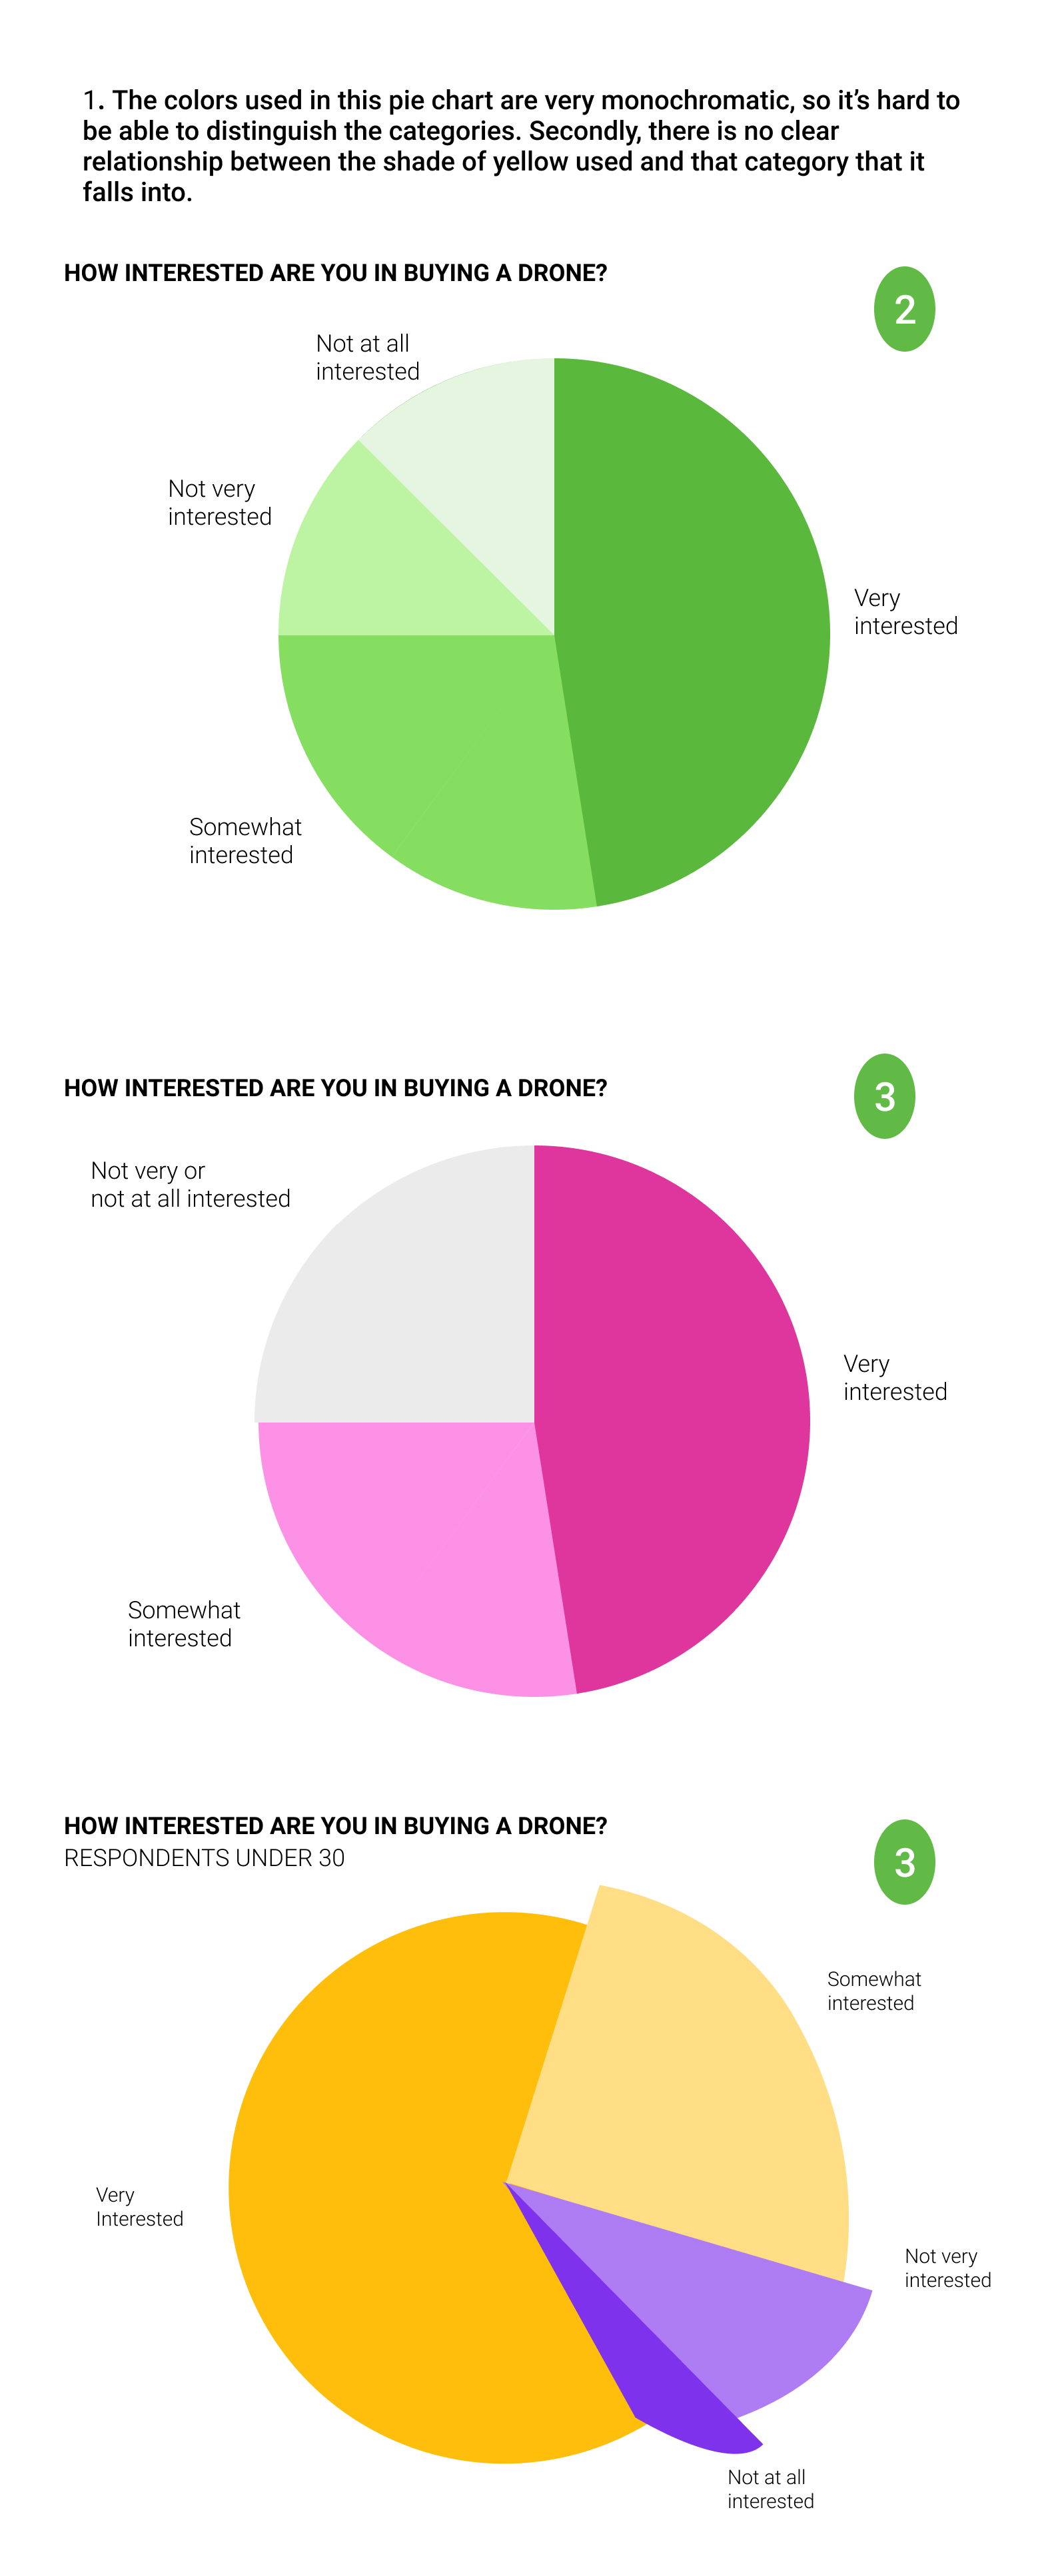 1. The colors used in this pie chart are very monochromatic, so it’s hard to
be able to distinguish the categories. Secondly, there is no clear
relationship between the shade of yellow used and that category that it
falls into.
HOW INTERESTED ARE YOU IN BUYING A DRONE?
2
Not at all
interested
Not very
interested
Very
interested
Somewhat
interested
HOW INTERESTED ARE YOU IN BUYING A DRONE?
3
Not very or
not at all interested
Very
interested
Somewhat
interested
HOW INTERESTED ARE YOU IN BUYING A DRONE?
RESPONDENTS UNDER 30
3
Somewhat
interested
Very
Interested
Not very
interested
Not at all
interested